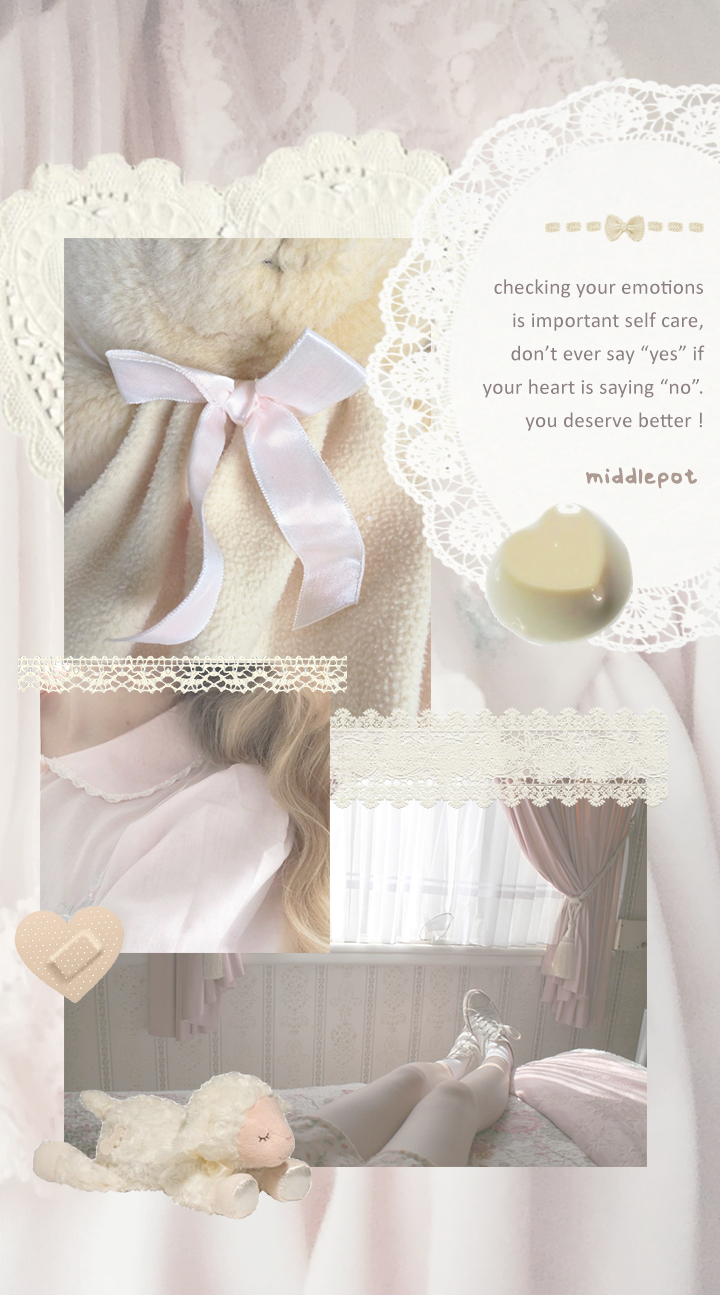 checking your emotions
is important self care,
don’t ever say “yes” if
your heart is saying “no”.
you deserve better !
middlepot